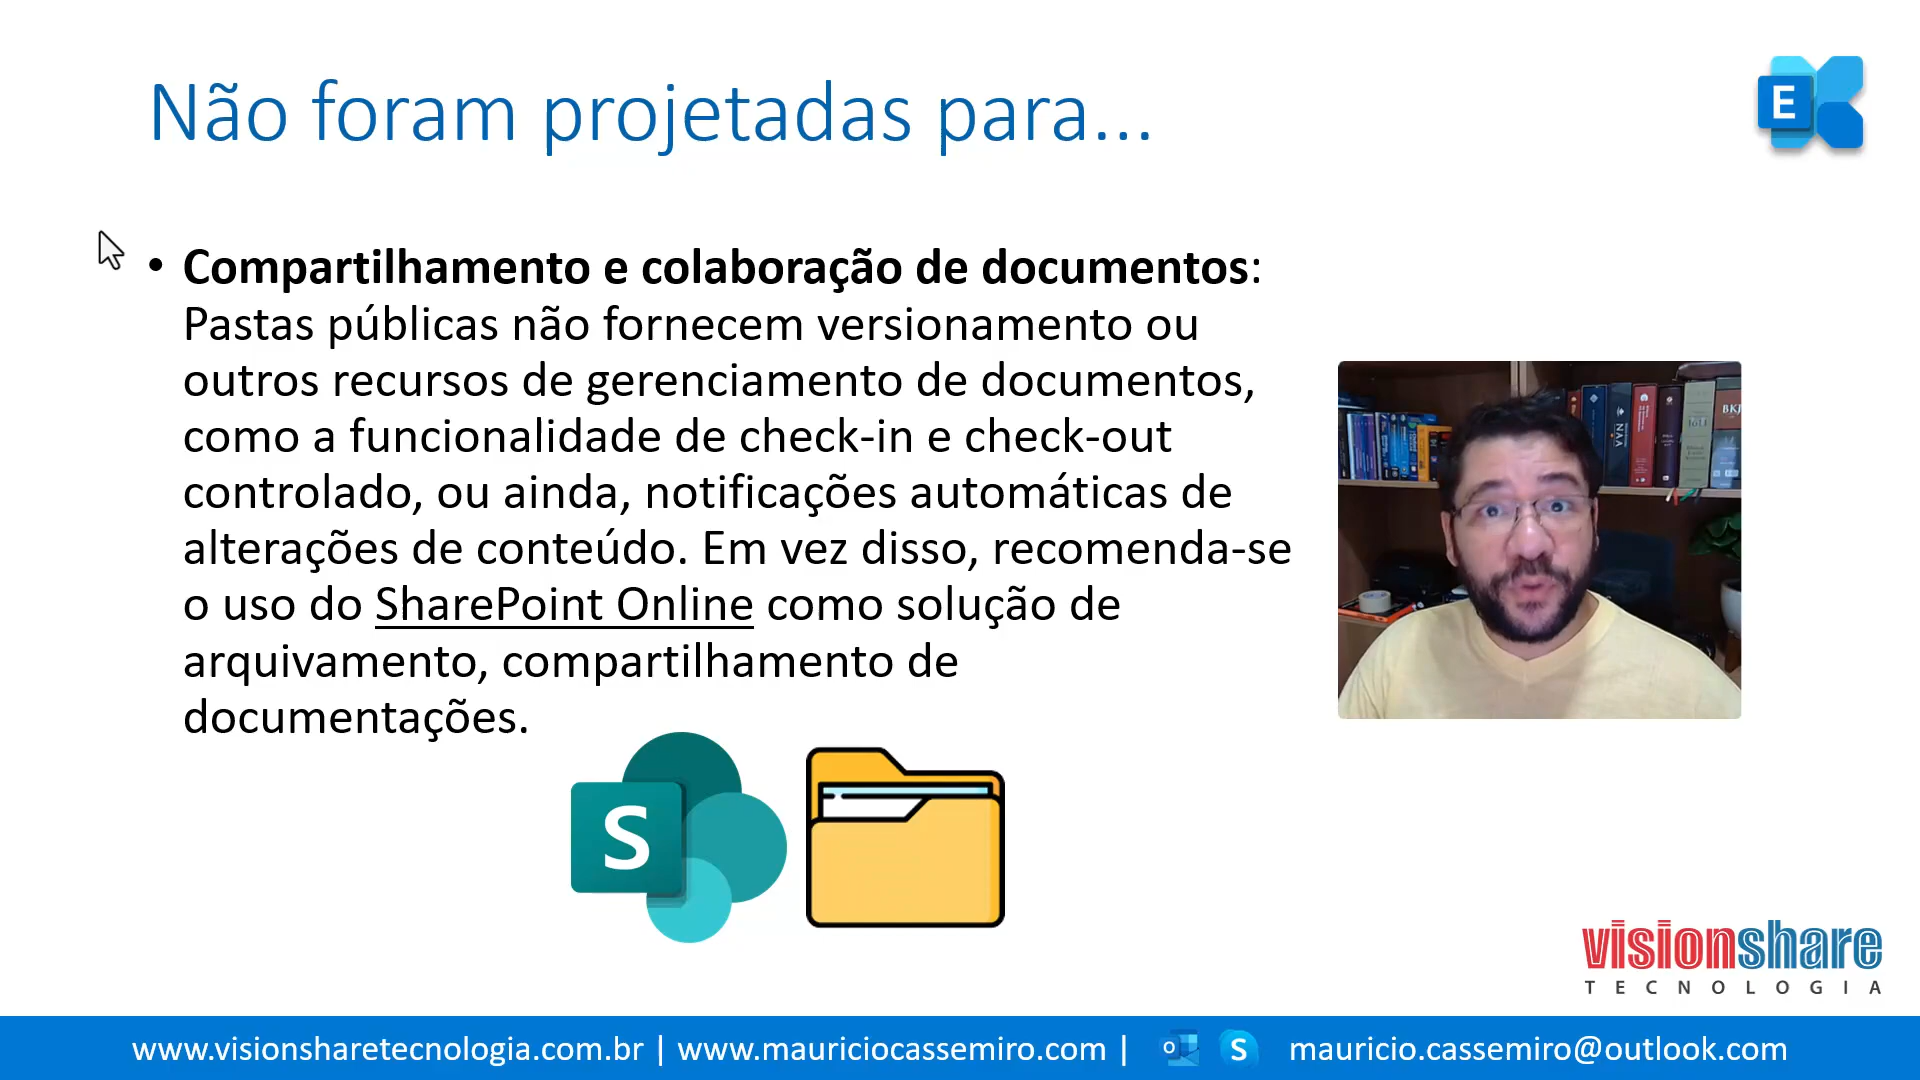 Não foram projetadas para...
E
• Compartilhamento e colaboração de documentos:
Pastas públicas não fornecem versionamento ou
outros recursos de gerenciamento de documentos,
como a funcionalidade de check-in e check-out
controlado, ou ainda, notificações automáticas de
alterações de conteúdo. Em vez disso, recomenda-se
o uso do SharePoint Online como solução de
arquivamento, compartilhamento de
documentações.
NAA
BKJ
S
visionshare
TECNOLOGIA
www.visionsharetecnologia.com.br | www.mauriciocassemiro.com | O S mauricio.cassemiro@outlook.com